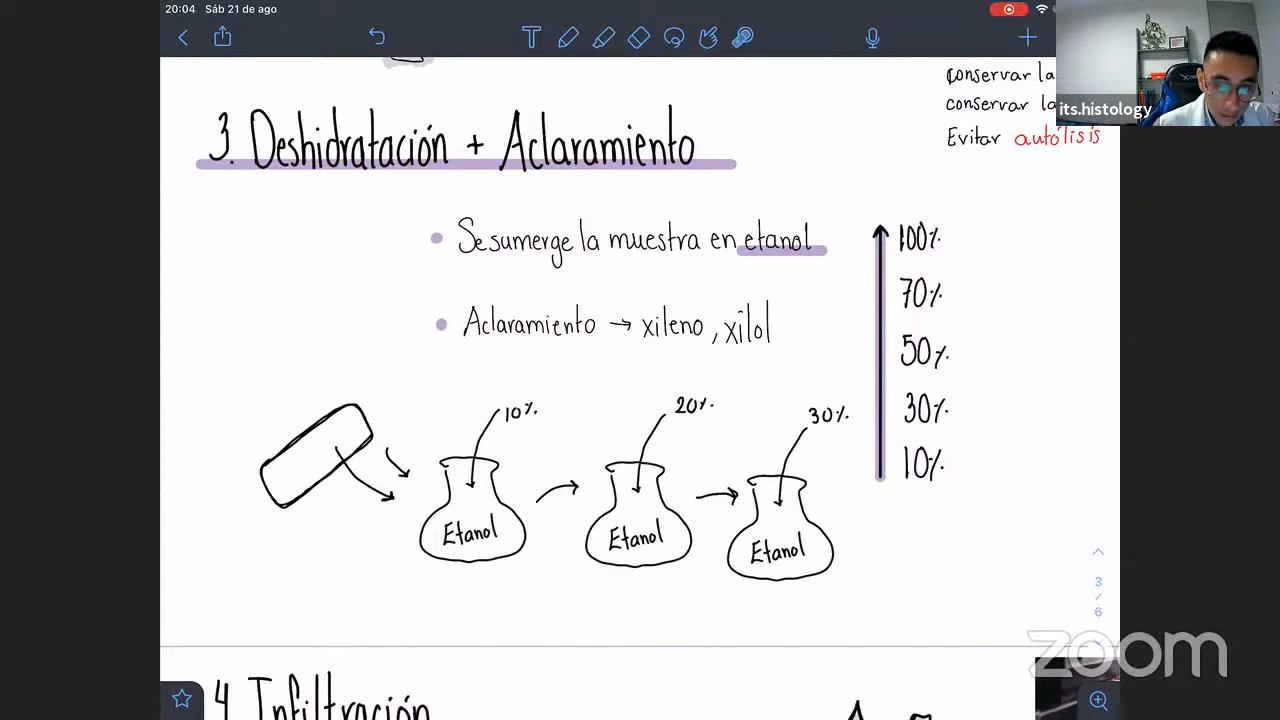 20:04 Sáb 21 de ago
conservar la
conservar
its.histology
Evitar autólisis
3. Deshidratación + Aclaramiento
Se sumerge la muestra en etanol
Aclaramiento → xileno, xilol
100%
70%
50%
30%
10%
10% 20% 30%
Etanol Etanol Etanol
3
/
6
zoom
4. Infiltración